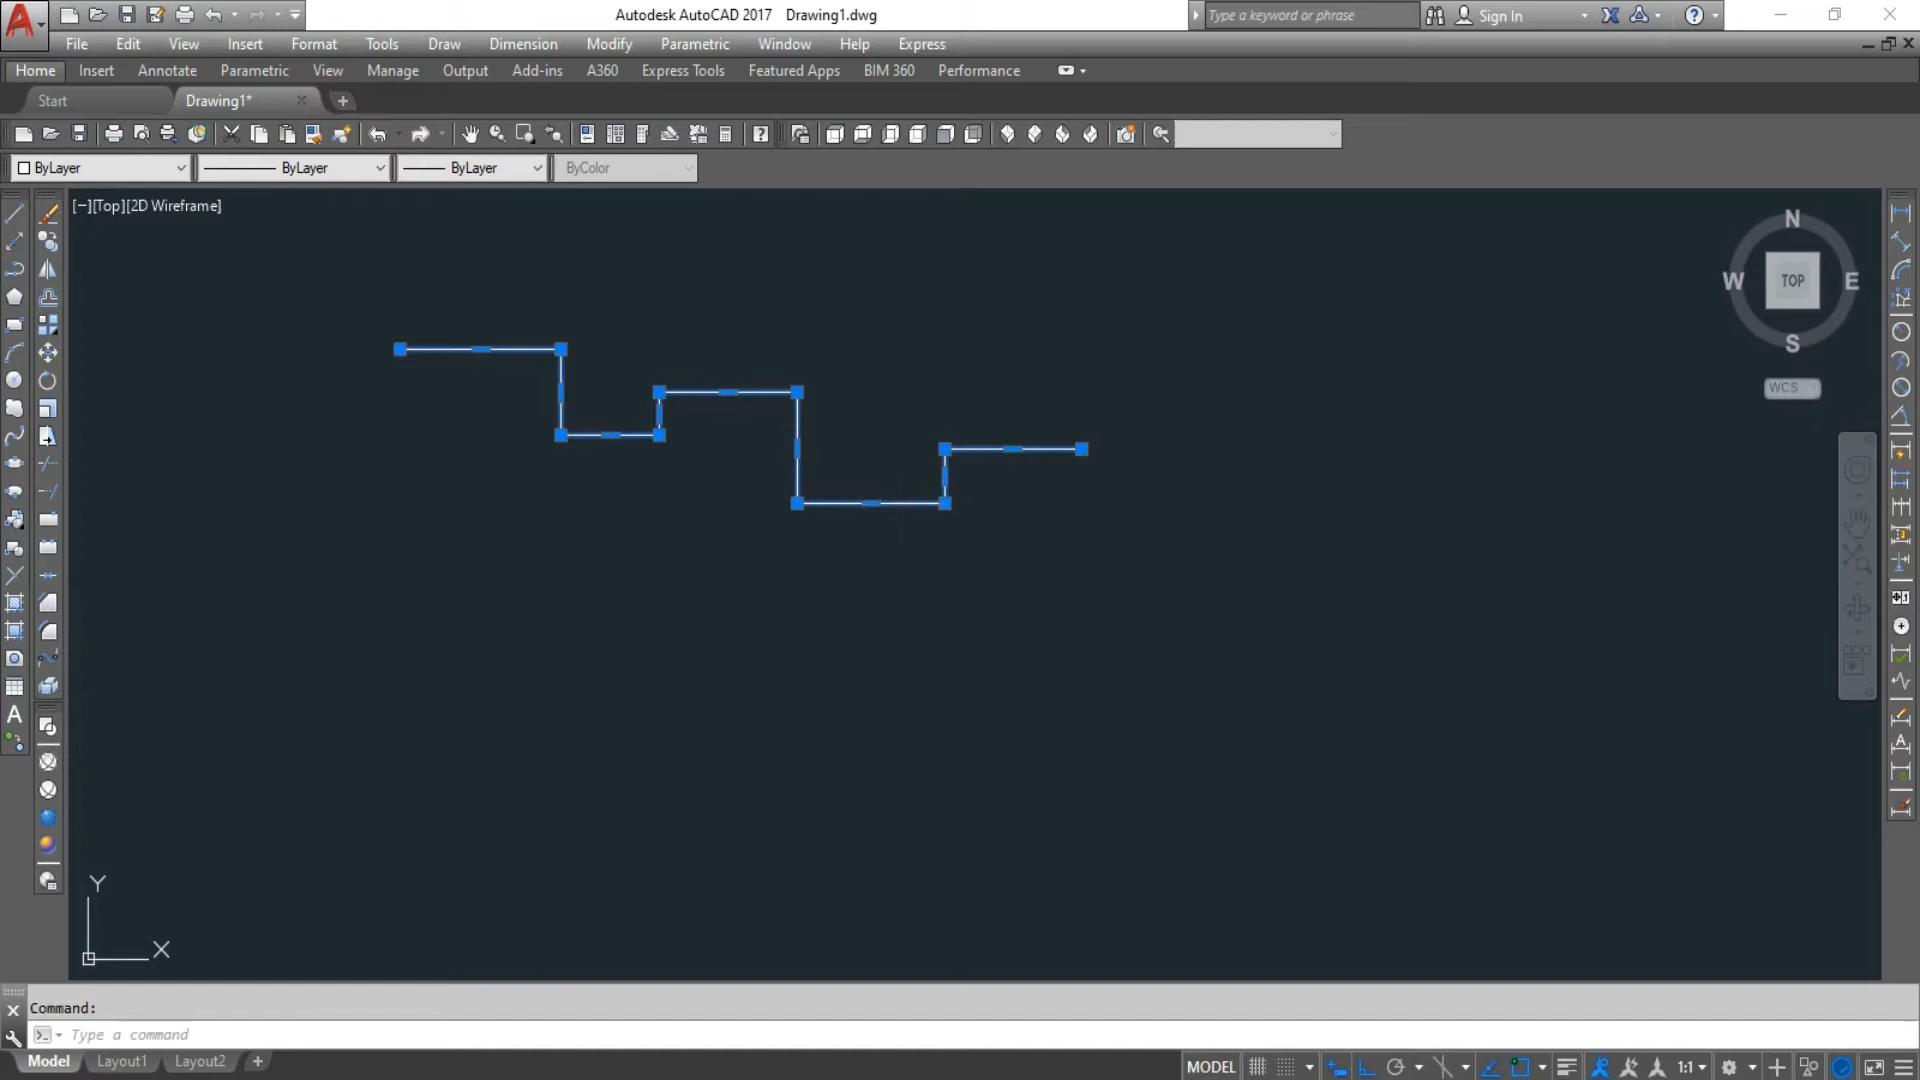 Autodesk AutoCAD 2017 Drawing1.dwg
Type a keyword or phrase
Sign In
File Edit View Insert Format Tools Draw Dimension Modify Parametric Window Help Express
Home Insert Annotate Parametric View Manage Output Add-ins A360 Express Tools Featured Apps BIM 360 Performance
Start Drawing1*
ByLayer ByLayer ByLayer ByColor
[−][Top][2D Wireframe]
N
W TOP E
S
WCS
A
Y
X
Command:
Type a command
Model Layout1 Layout2 +
MODEL 1:1